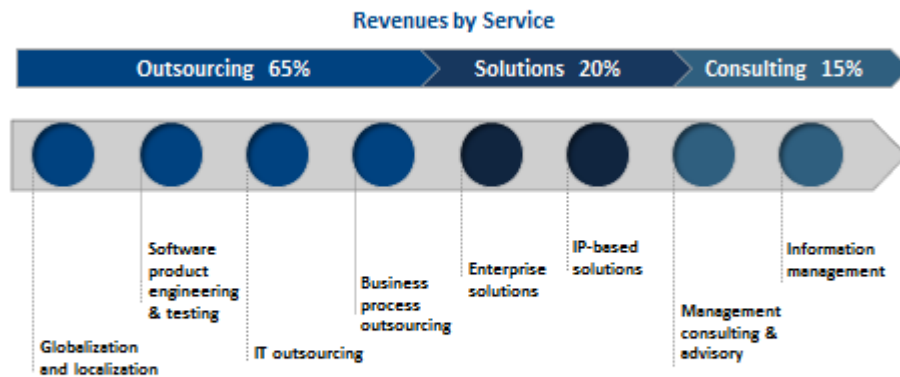 Revenues by Service
Outsourcing 65%
Solutions 20%
Consulting 15%
Globalization
and localization
Software
product
engineering
& testing
IT outsourcing
Business
process
outsourcing
Enterprise
solutions
IP-based
solutions
Management
consulting &
advisory
Information
management